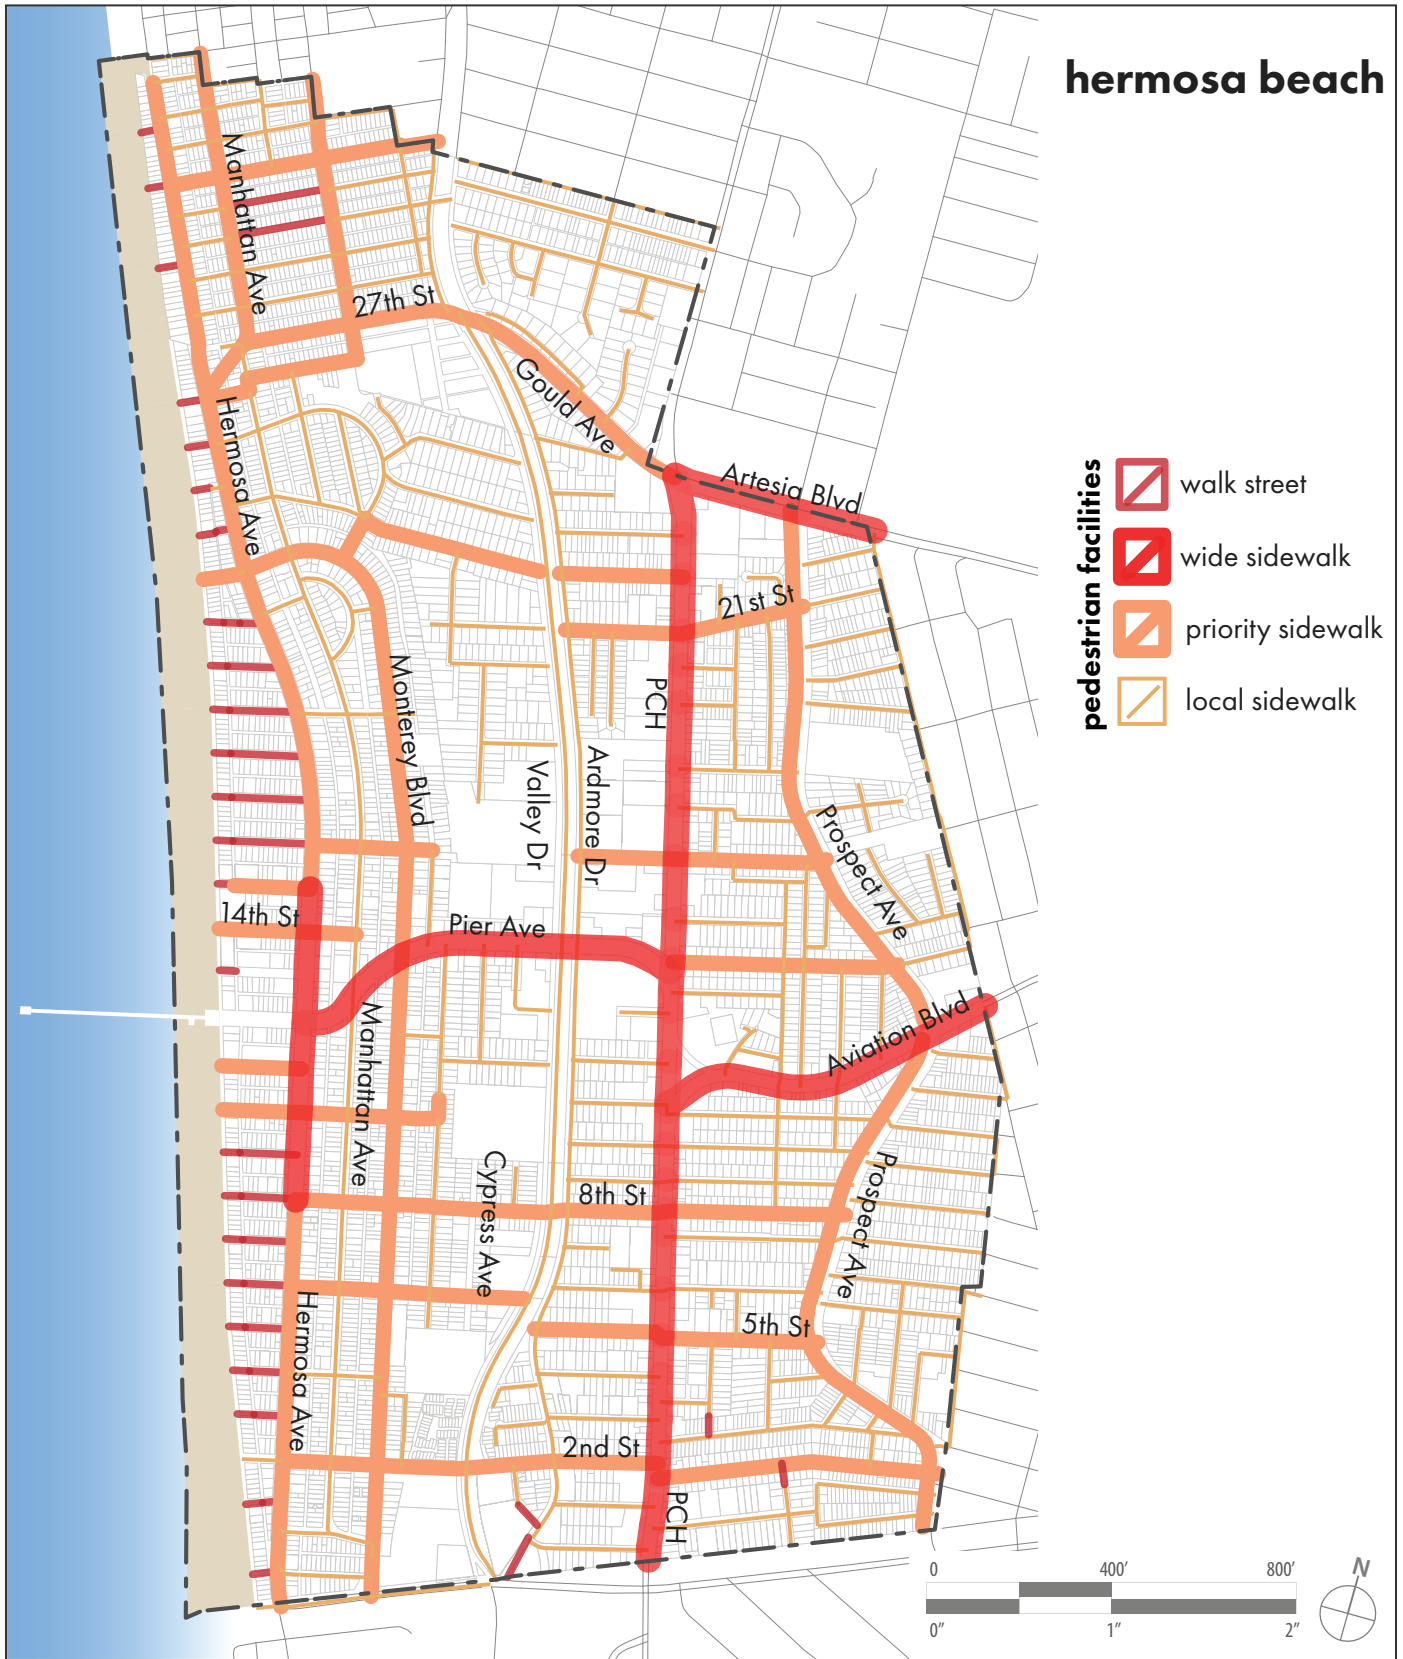 hermosa beach
Manhattan Ave
27th St
Gould Ave
Hermosa Ave
Artesia Blvd
pedestrian facilities
walk street
wide sidewalk
priority sidewalk
local sidewalk
21st St
PCH
Monterey Blvd
Valley Dr
Ardmore Dr
Prospect Ave
14th St
Pier Ave
Manhattan Ave
Aviation Blvd
Cypress Ave
8th St
Prospect Ave
Hermosa Ave
5th St
2nd St
PCH
0 400' 800'
0" 1" 2"
N